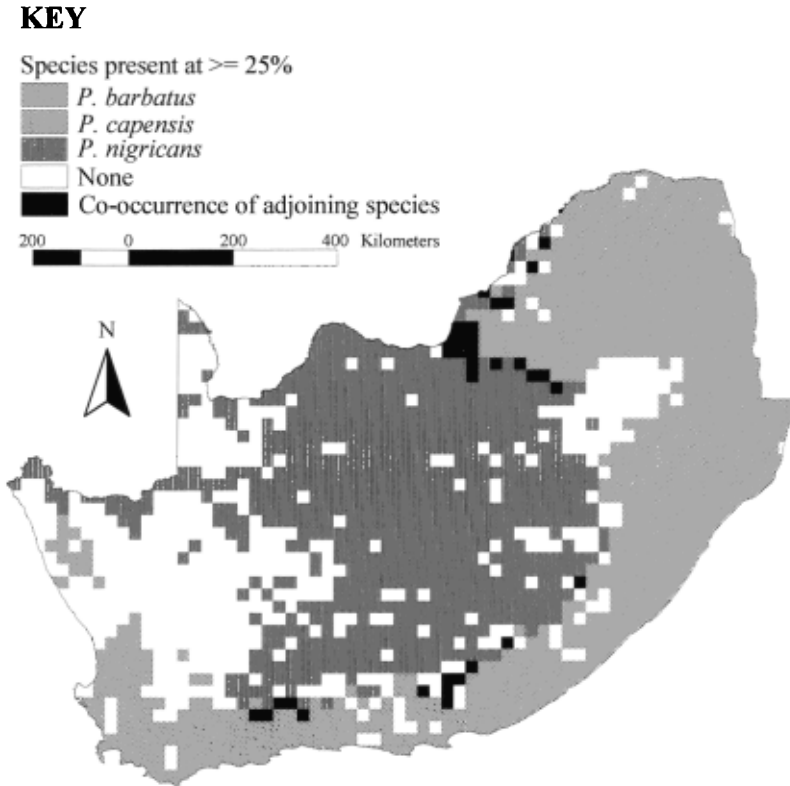 KEY
Species present at >= 25%
P. barbatus
P. capensis
P. nigricans
None
Co-occurrence of adjoining species
200 0 200 400 Kilometers
N